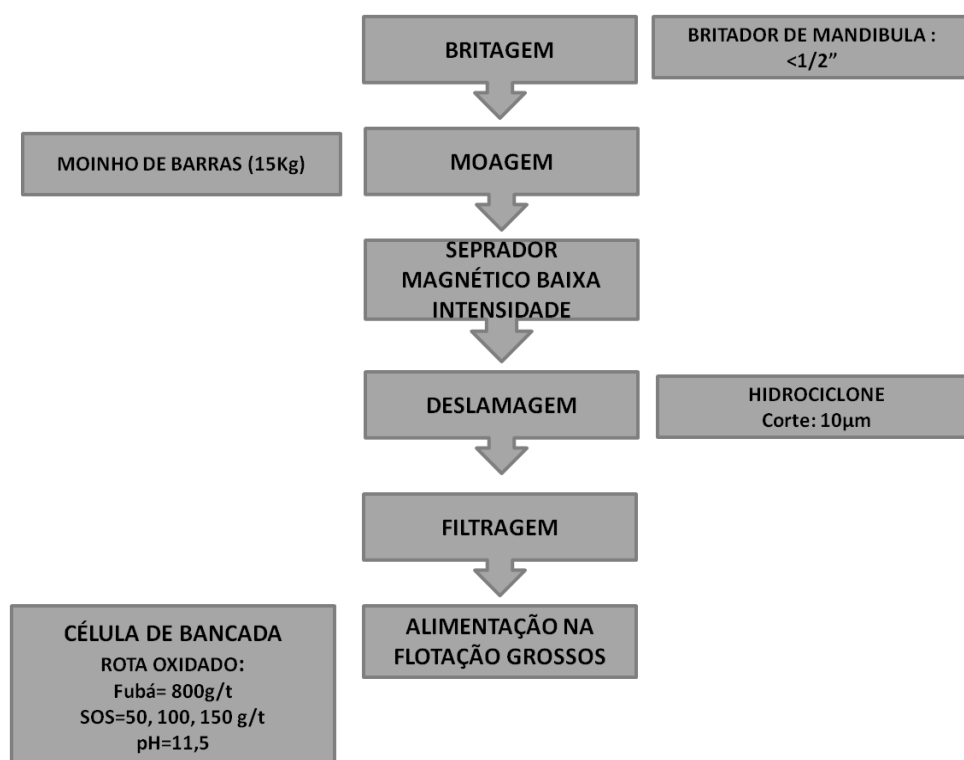 BRITAGEM
BRITADOR DE MANDIBULA :
<1/2”
MOINHO DE BARRAS (15Kg)
MOAGEM
SEPRADOR
MAGNÉTICO BAIXA
INTENSIDADE
DESLAMAGEM
HIDROCICLONE
Corte: 10µm
FILTRAGEM
CÉLULA DE BANCADA
ROTA OXIDADO:
Fubá= 800g/t
SOS=50, 100, 150 g/t
pH=11,5
ALIMENTAÇÃO NA
FLOTAÇÃO GROSSOS